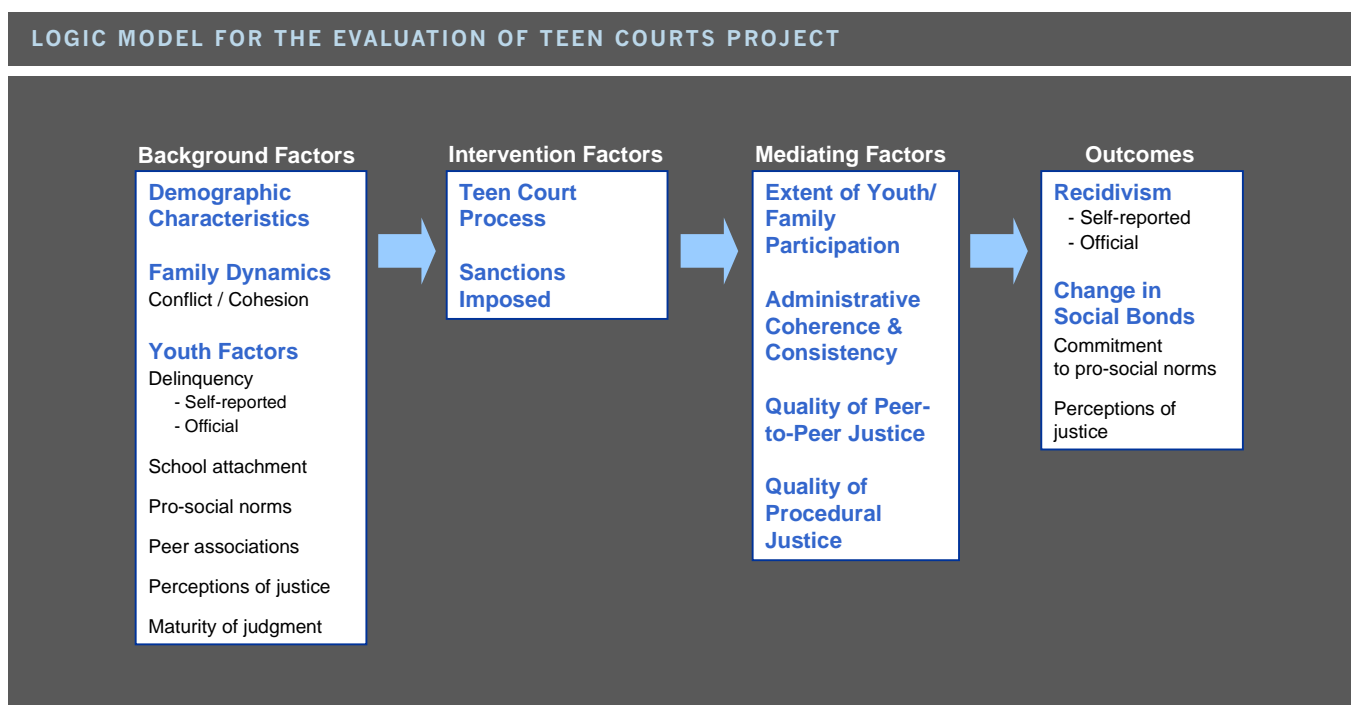 LOGIC MODEL FOR THE EVALUATION OF TEEN COURTS PROJECT
Background Factors
Demographic
Characteristics
Family Dynamics
Conflict / Cohesion
Youth Factors
Delinquency
- Self-reported
- Official
School attachment
Pro-social norms
Peer associations
Perceptions of justice
Maturity of judgment
Intervention Factors
Teen Court
Process
Sanctions
Imposed
Mediating Factors
Extent of Youth/
Family
Participation
Administrative
Coherence &
Consistency
Quality of Peer-
to-Peer Justice
Quality of
Procedural
Justice
Outcomes
Recidivism
- Self-reported
- Official
Change in
Social Bonds
Commitment
to pro-social norms
Perceptions of
justice